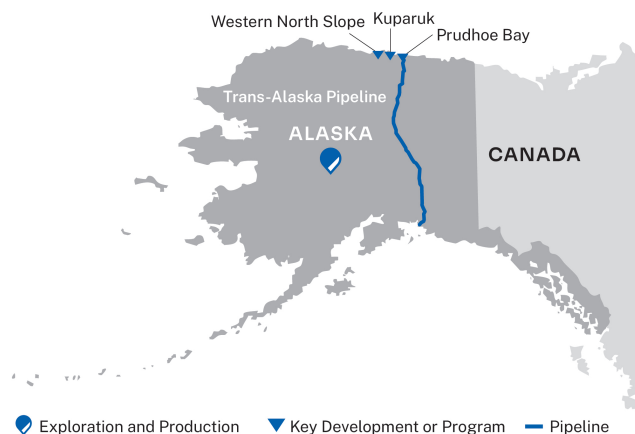 Western North Slope
Kuparuk
Prudhoe Bay
Trans-Alaska Pipeline
ALASKA
CANADA
Exploration and Production
Key Development or Program
Pipeline